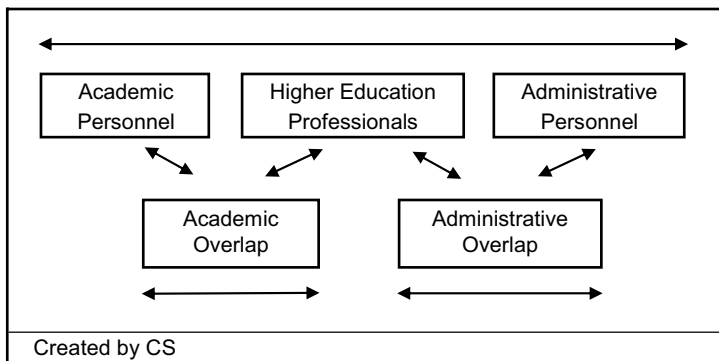 Academic
Personnel
Higher Education
Professionals
Administrative
Personnel
Academic
Overlap
Administrative
Overlap
Created by CS